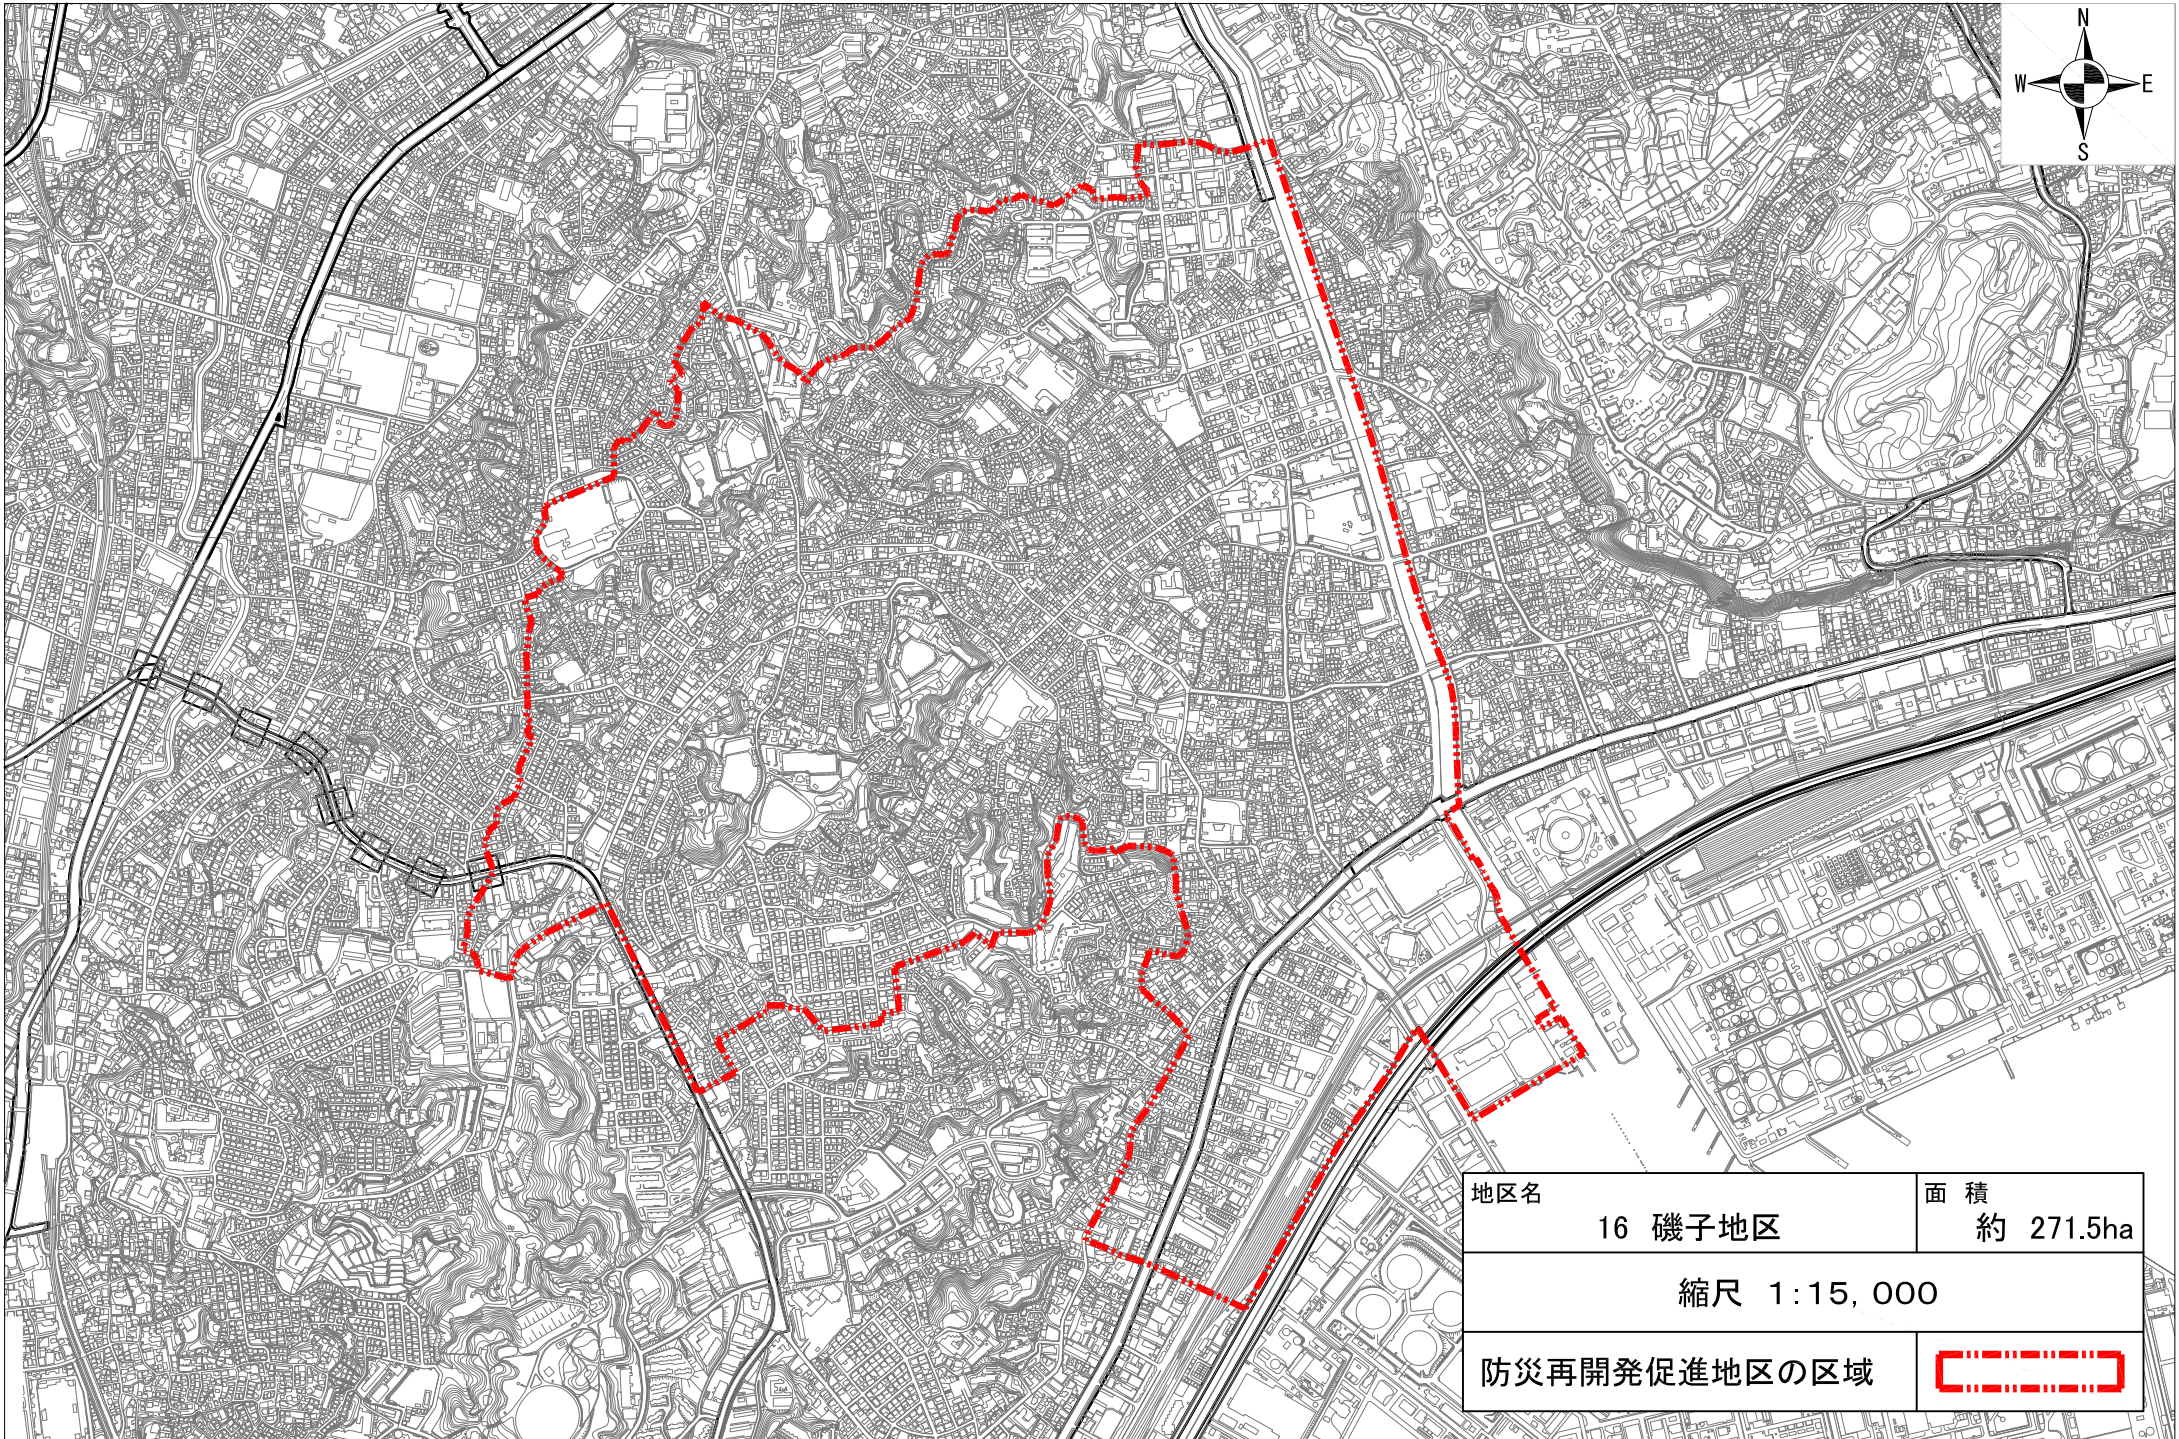 N
W E
S
地区名
16 磯子地区
面 積
約 271.5ha
縮尺 1:15,000
防災再開発促進地区の区域